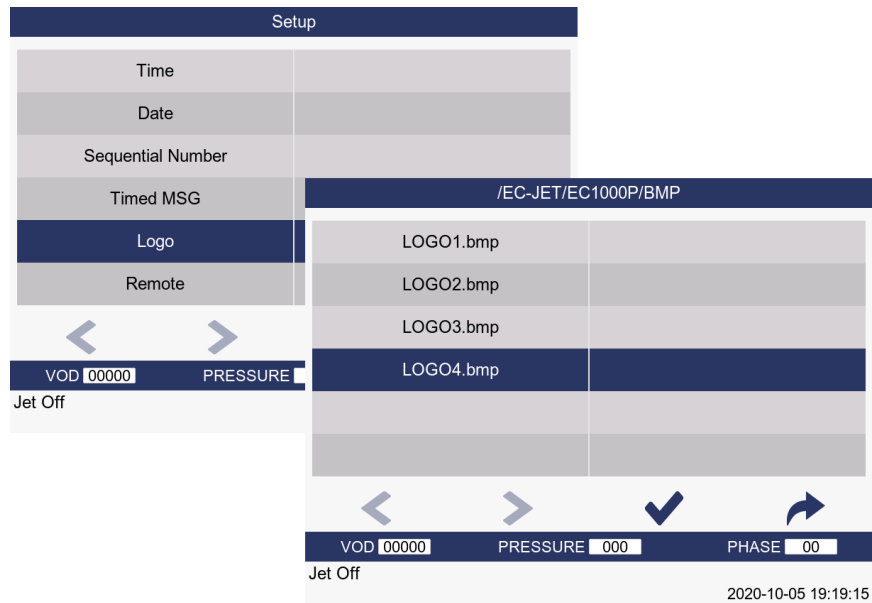 Setup
Time
Date
Sequential Number
Timed MSG
Logo
Remote
VOD 00000 PRESSURE
Jet Off
/EC-JET/EC1000P/BMP
LOGO1.bmp
LOGO2.bmp
LOGO3.bmp
LOGO4.bmp
VOD 00000 PRESSURE 000 PHASE 00
Jet Off
2020-10-05 19:19:15